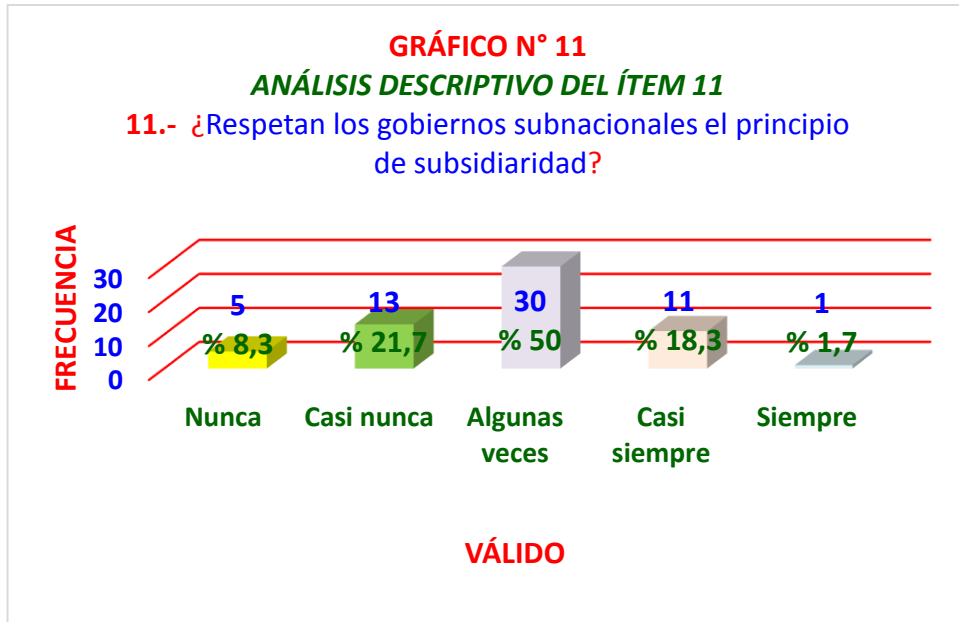 GRÁFICO N° 11
ANÁLISIS DESCRIPTIVO DEL ÍTEM 11
11.- ¿Respetan los gobiernos subnacionales el principio
de subsidiaridad?
FRECUENCIA
30
20
10
0
5
13
30
11
1
% 8,3
% 21,7
% 50
% 18,3
% 1,7
Nunca
Casi nunca
Algunas
veces
Casi
siempre
Siempre
VÁLIDO